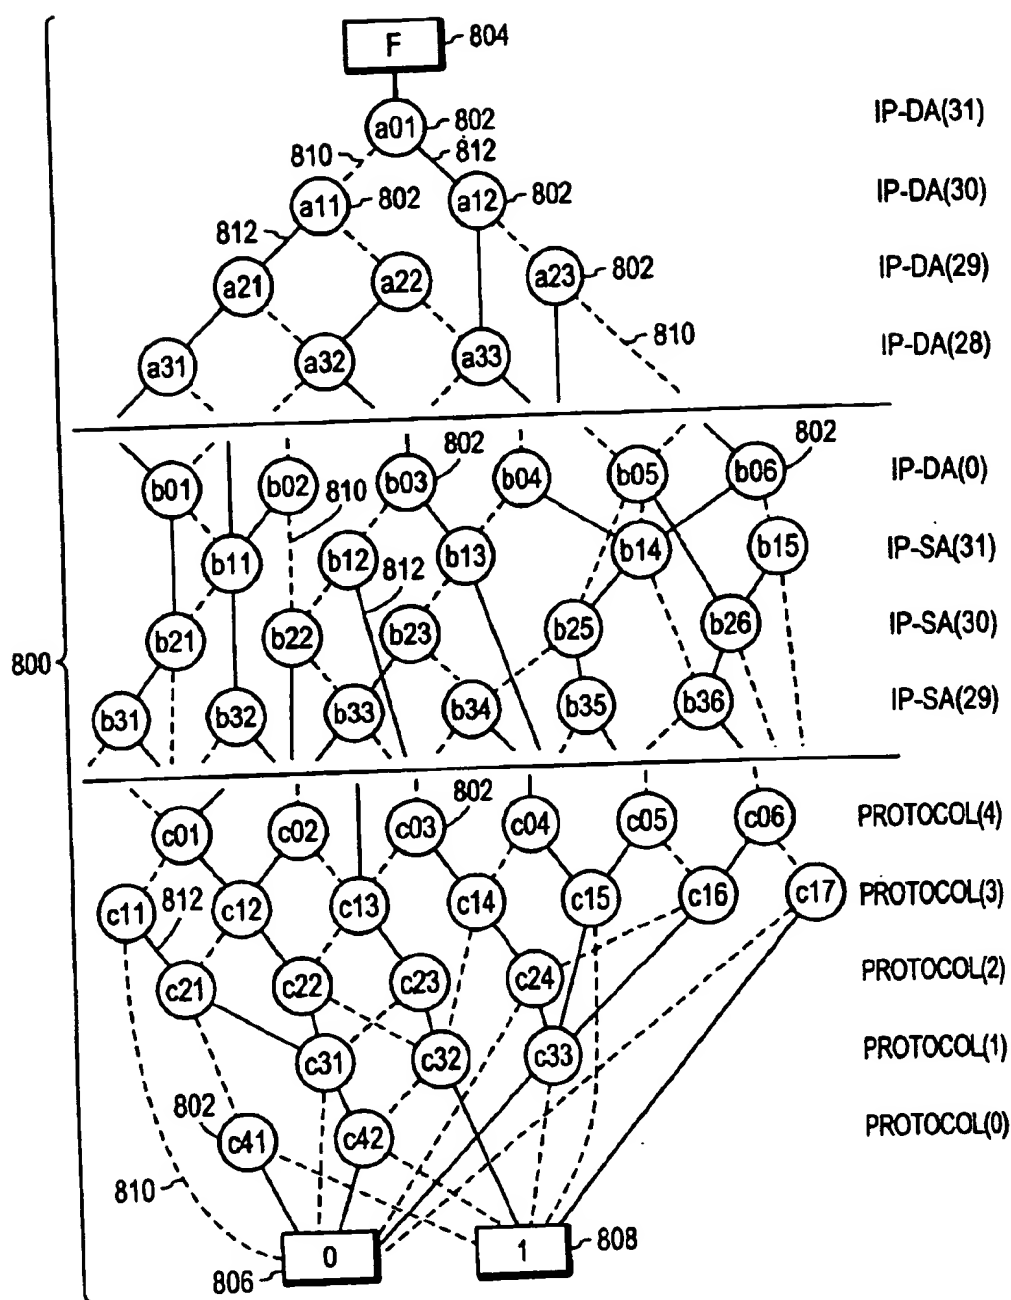 F 804
a01 802 IP-DA(31)
810 812
a11 802 a12 802 IP-DA(30)
812
a21 a22 a23 802 IP-DA(29)
810
a31 a32 a33 IP-DA(28)
802 802
b01 b02 810 b03 b04 b05 b06 IP-DA(0)
b11 b12 812 b13 b14 b15 IP-SA(31)
b21 b22 b23 b25 b26 IP-SA(30)
800
b31 b32 b33 b34 b35 b36 IP-SA(29)
802
c01 c02 c03 c04 c05 c06 PROTOCOL(4)
c11 812 c12 c13 c14 c15 c16 c17 PROTOCOL(3)
c21 c22 c23 c24 PROTOCOL(2)
c31 c32 c33 PROTOCOL(1)
802
c41 c42 PROTOCOL(0)
810
806 0 1 808